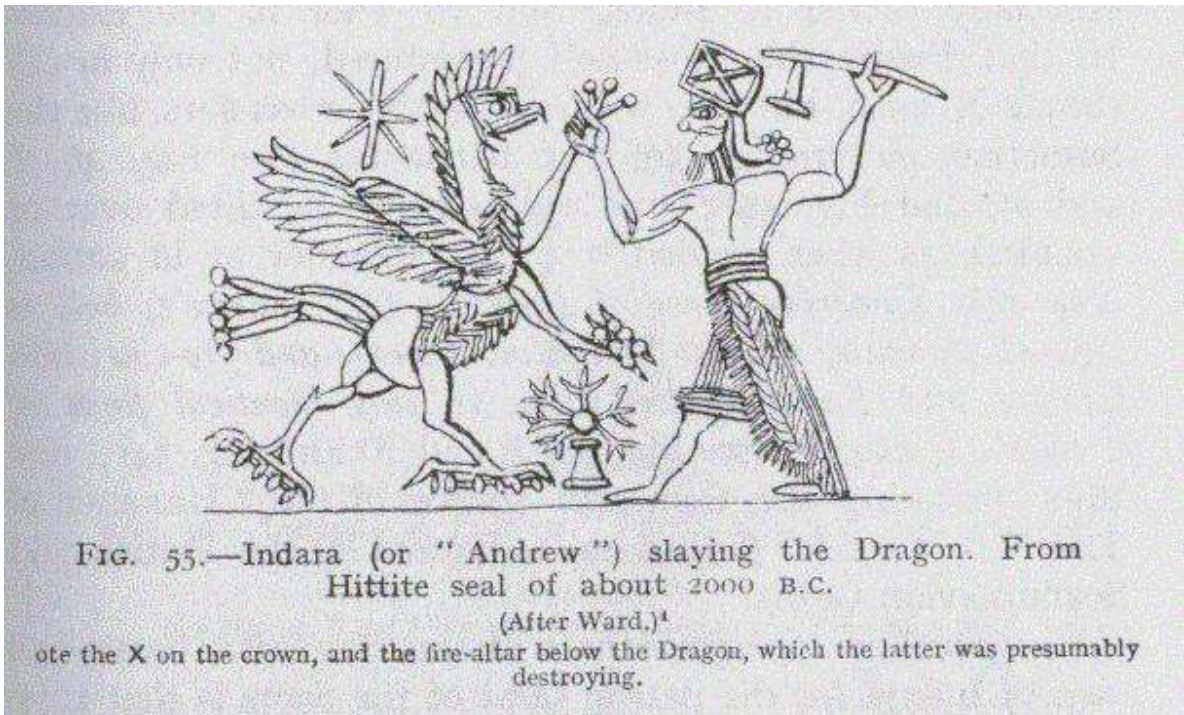 FIG. 55.—Indara (or "Andrew") slaying the Dragon. From
Hittite seal of about 2000 B.C.
(After Ward.)⁴
ote the X on the crown, and the fire-altar below the Dragon, which the latter was presumably
destroying.